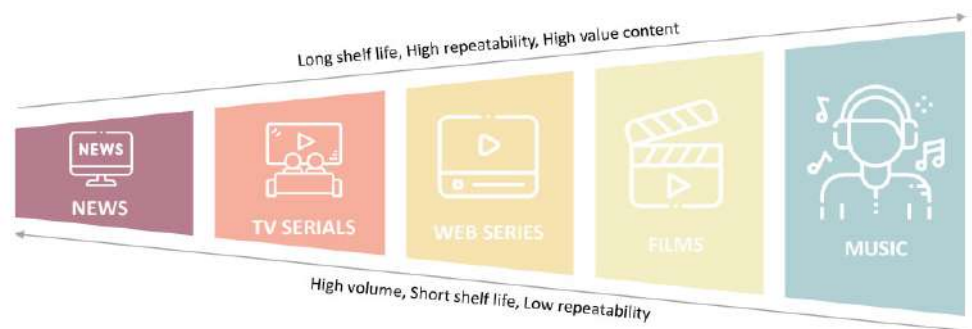 Long shelf life, High repeatability, High value content
NEWS
NEWS
TV SERIALS
WEB SERIES
FILMS
MUSIC
High volume, Short shelf life, Low repeatability